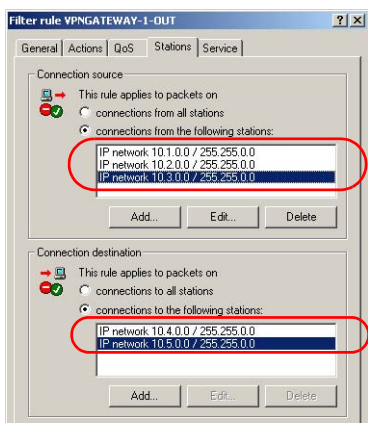 Filter rule VPNGATEWAY-1-OUT
General Actions QoS Stations Service
Connection source
This rule applies to packets on
connections from all stations
connections from the following stations:
IP network 10.1.0.0 / 255.255.0.0
IP network 10.2.0.0 / 255.255.0.0
IP network 10.3.0.0 / 255.255.0.0
Add... Edit... Delete
Connection destination
This rule applies to packets on
connections to all stations
connections to the following stations:
IP network 10.4.0.0 / 255.255.0.0
IP network 10.5.0.0 / 255.255.0.0
Add... Edit... Delete